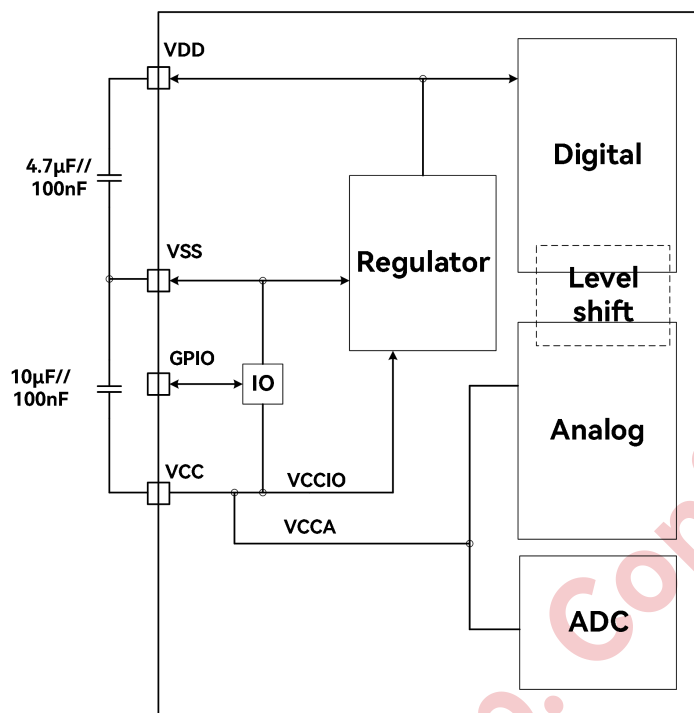 VDD
4.7μF//
100nF
Digital
VSS
Regulator
Level
shift
GPIO
10μF//
100nF
IO
Analog
VCC
VCCIO
VCCA
ADC